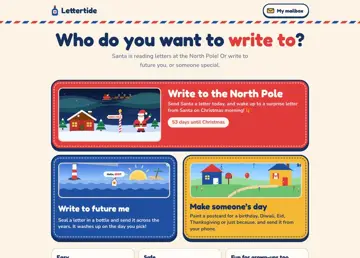 Lettertide
My mailbox
Who do you want to write to?
Santa is reading letters at the North Pole! Or write to
future you, or someone special.
Write to the North Pole
Send Santa a letter today, and wake up to a surprise letter
from Santa on Christmas morning!
53 days until Christmas
Write to future me
Seal a letter in a bottle and send it across the
years. It washes up on the day you pick!
Make someone's day
Paint a postcard for a birthday, Diwali, Eid,
Thanksgiving or just because, and send it from
your phone.
Easy
Safe
Fun for grown-ups too